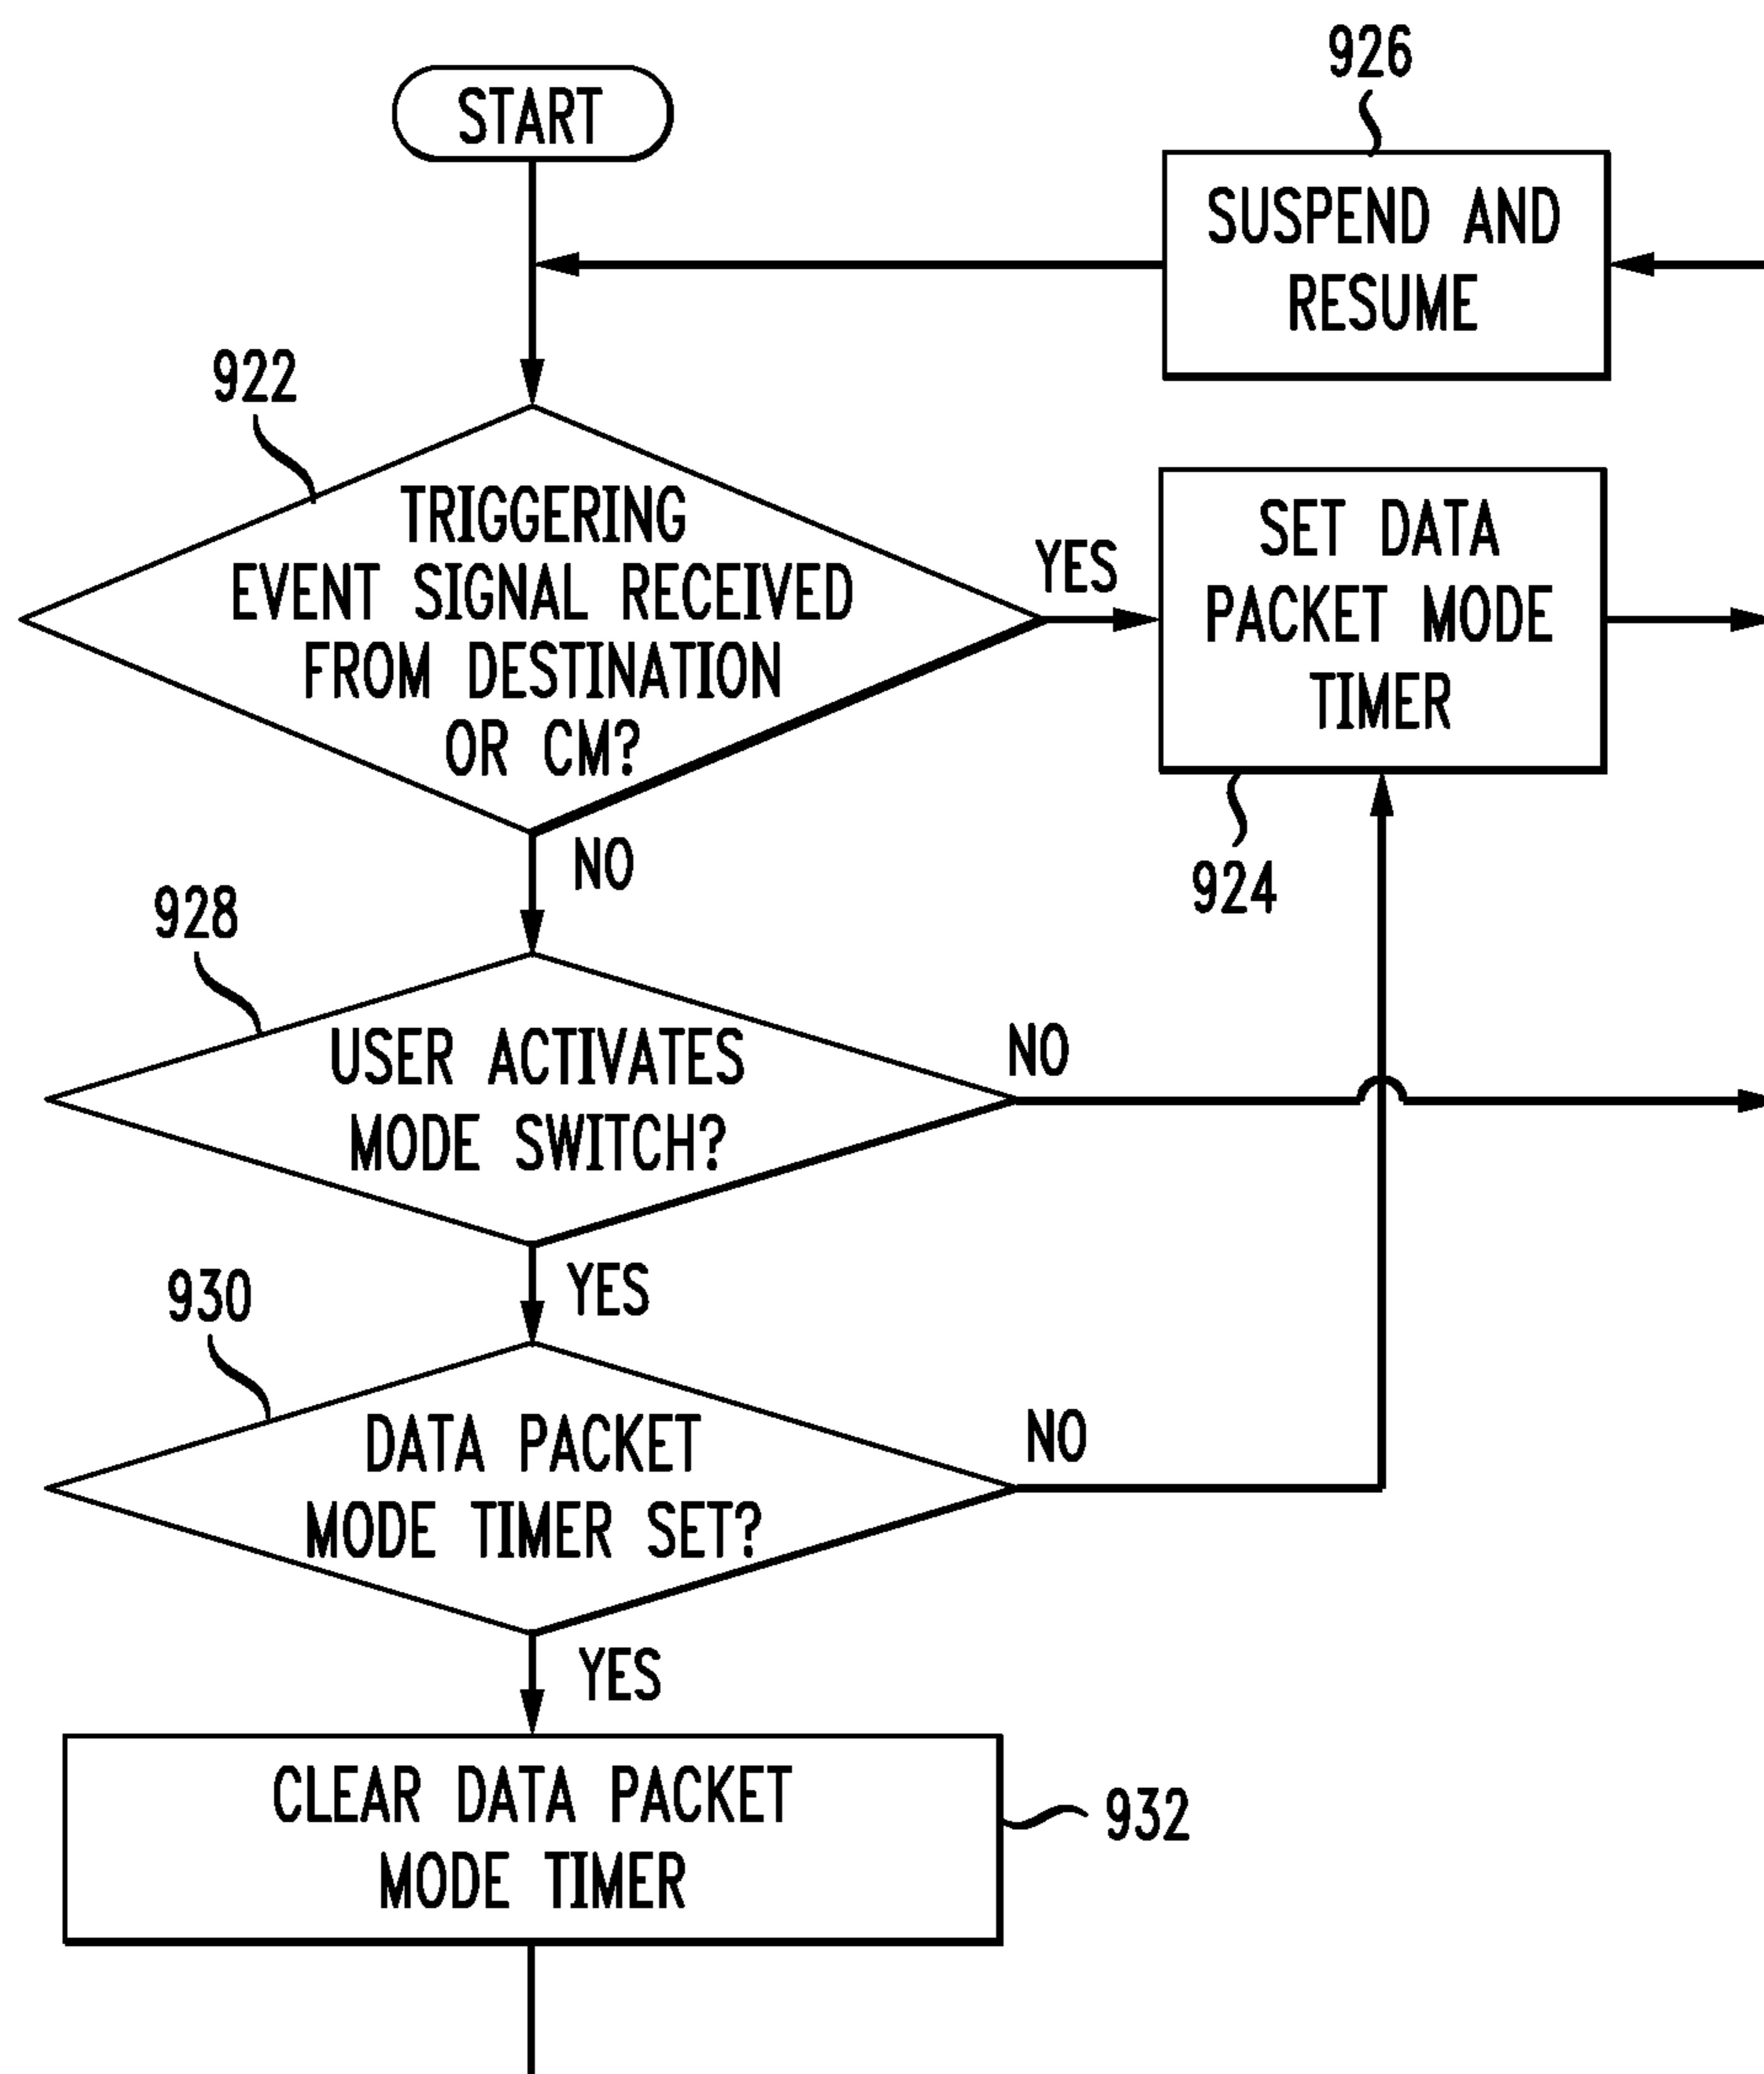 START
926
SUSPEND AND
RESUME
922
TRIGGERING
EVENT SIGNAL RECEIVED
FROM DESTINATION
OR CM?
YES
SET DATA
PACKET MODE
TIMER
924
NO
928
USER ACTIVATES
MODE SWITCH?
NO
YES
930
DATA PACKET
MODE TIMER SET?
NO
YES
CLEAR DATA PACKET
MODE TIMER
932